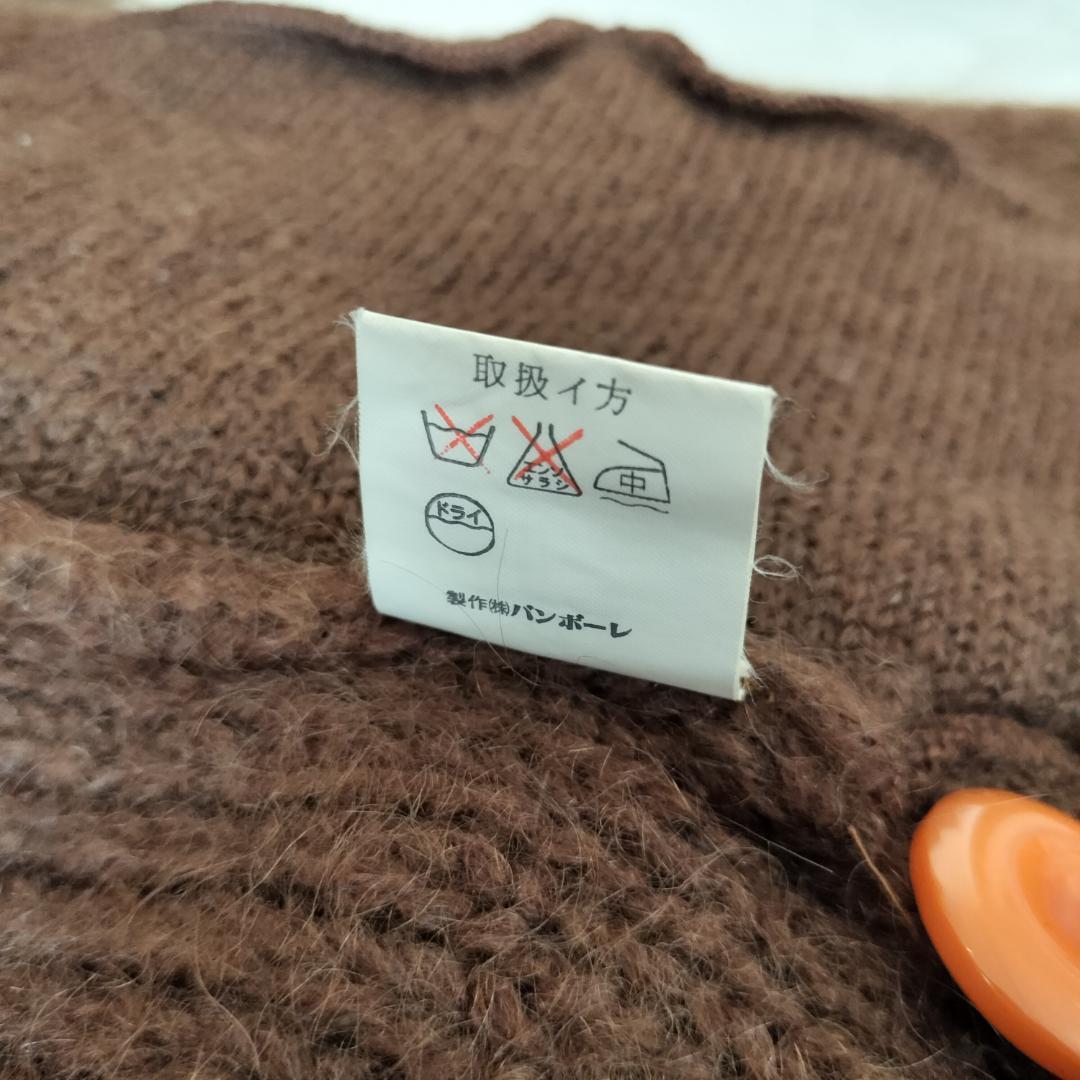 取扱イ方
エンソ
サラシ
中
ドライ
製作㈱バンボーレ